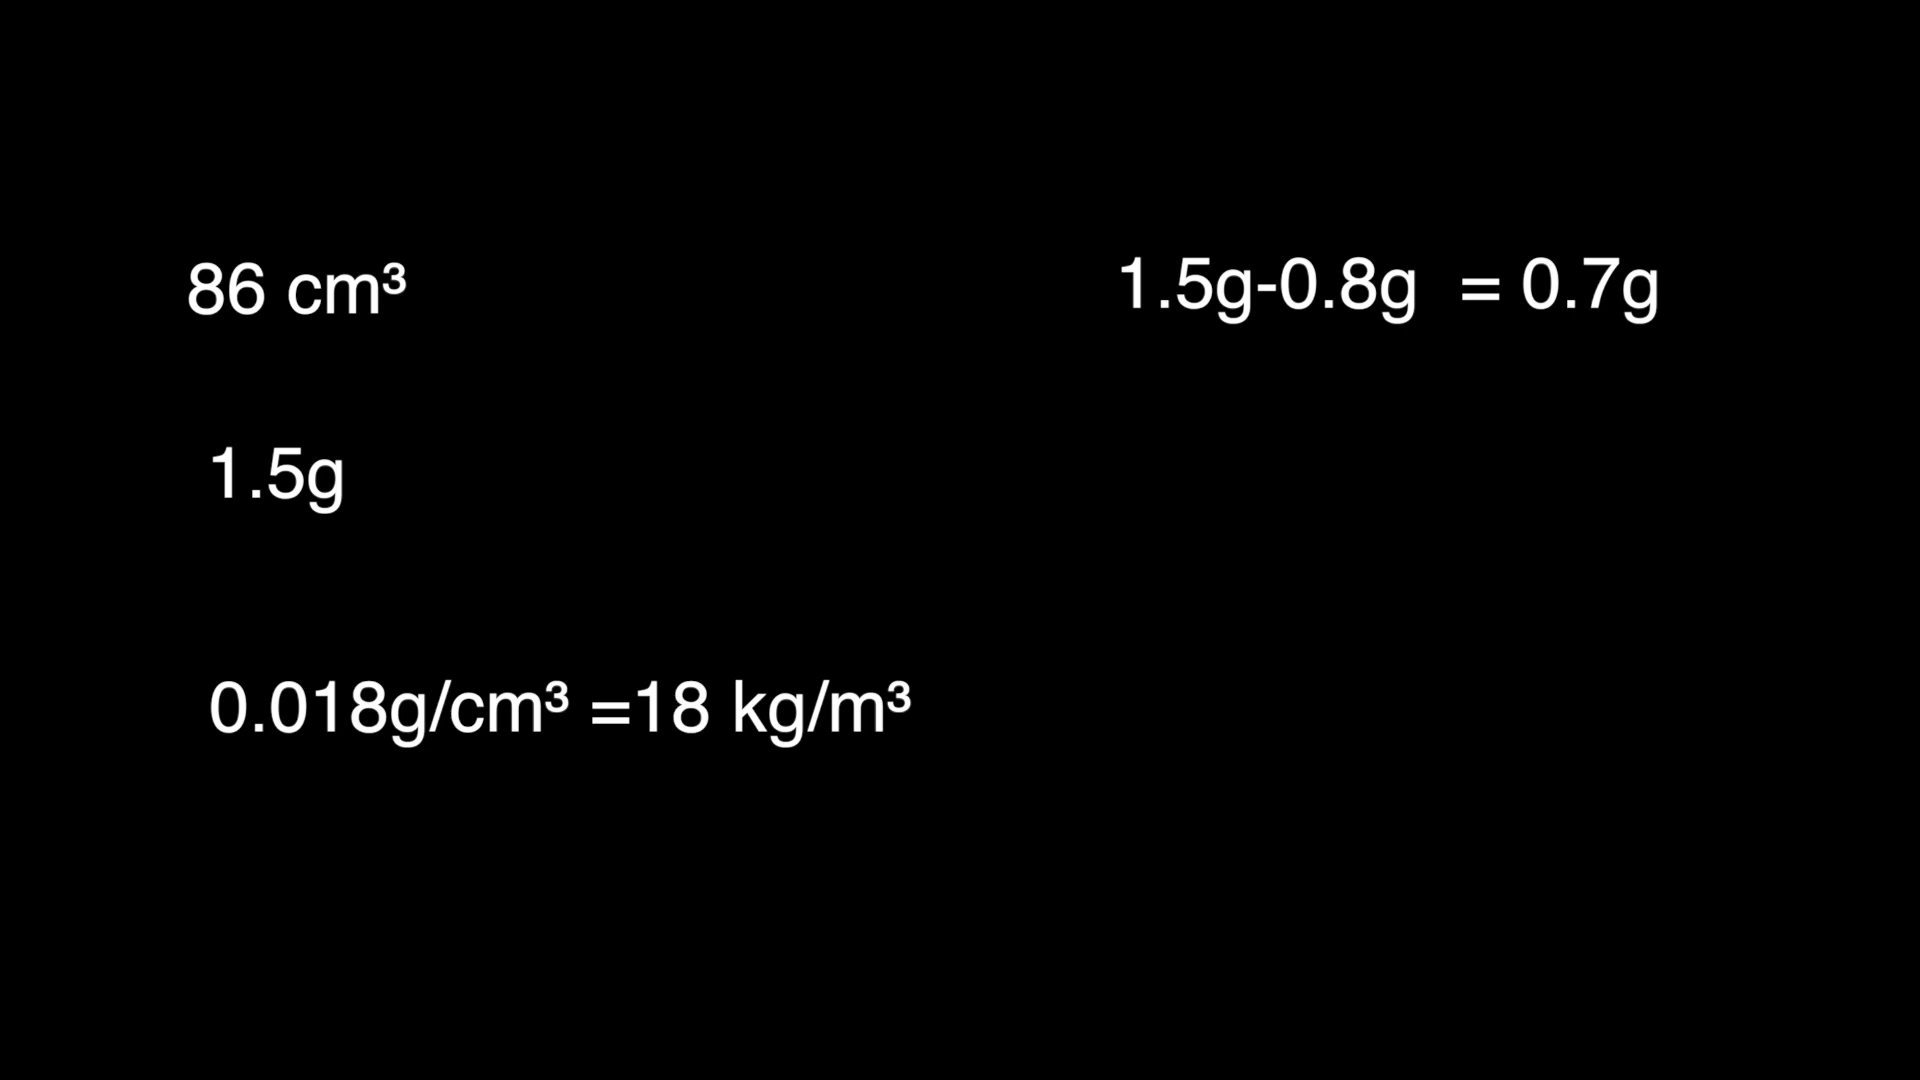 86 cm³
1.5g
0.018g/cm³ =18 kg/m³
1.5g-0.8g  = 0.7g